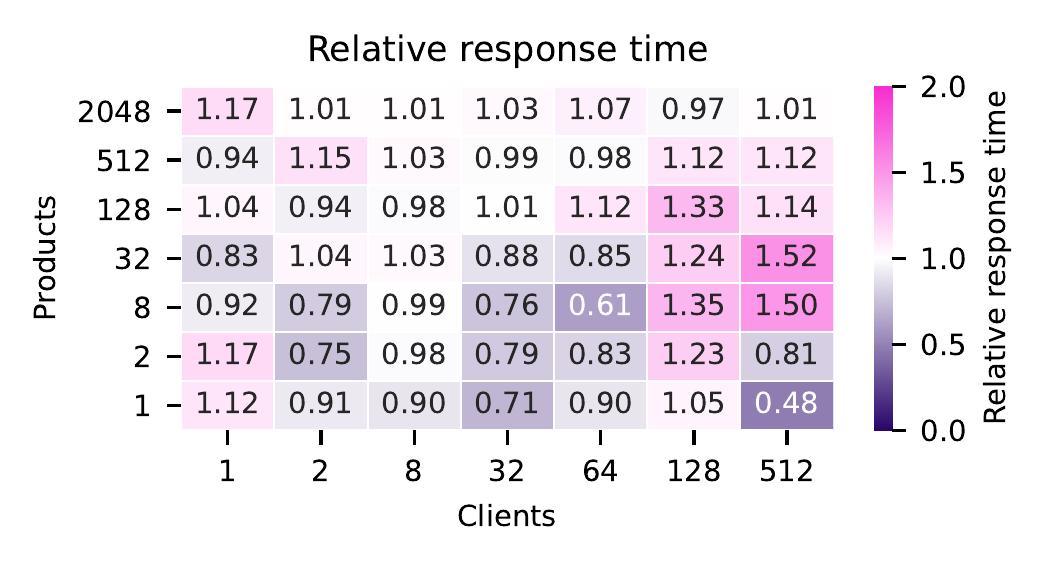 Relative response time
2048 1.17 1.01 1.01 1.03 1.07 0.97 1.01
512 0.94 1.15 1.03 0.99 0.98 1.12 1.12
128 1.04 0.94 0.98 1.01 1.12 1.33 1.14
32 0.83 1.04 1.03 0.88 0.85 1.24 1.52
8 0.92 0.79 0.99 0.76 0.61 1.35 1.50
2 1.17 0.75 0.98 0.79 0.83 1.23 0.81
1 1.12 0.91 0.90 0.71 0.90 1.05 0.48
1 2 8 32 64 128 512
Clients
Products
2.0
1.5
1.0
0.5
0.0
Relative response time